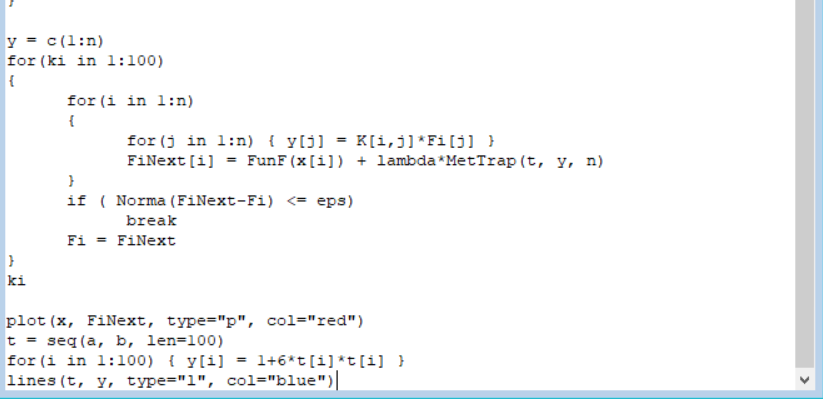 }
y = c(1:n)
for(ki in 1:100)
{
for(i in 1:n)
{
for(j in 1:n) { y[j] = K[i,j]*Fi[j] }
FiNext[i] = FunF(x[i]) + lambda*MetTrap(t, y, n)
}
if ( Norma(FiNext-Fi) <= eps)
break
Fi = FiNext
}
ki
plot(x, FiNext, type="p", col="red")
t = seq(a, b, len=100)
for(i in 1:100) { y[i] = 1+6*t[i]*t[i] }
lines(t, y, type="l", col="blue")